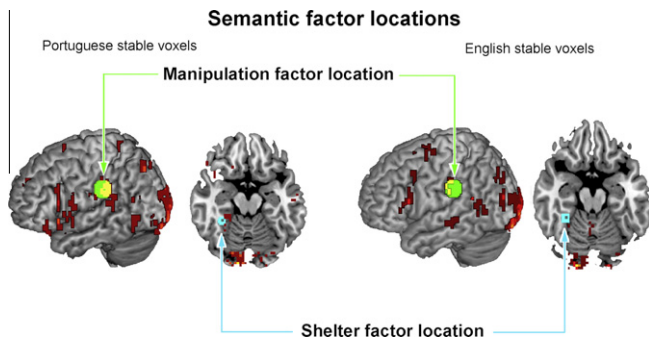 Semantic factor locations
Portuguese stable voxels
English stable voxels
Manipulation factor location
Shelter factor location